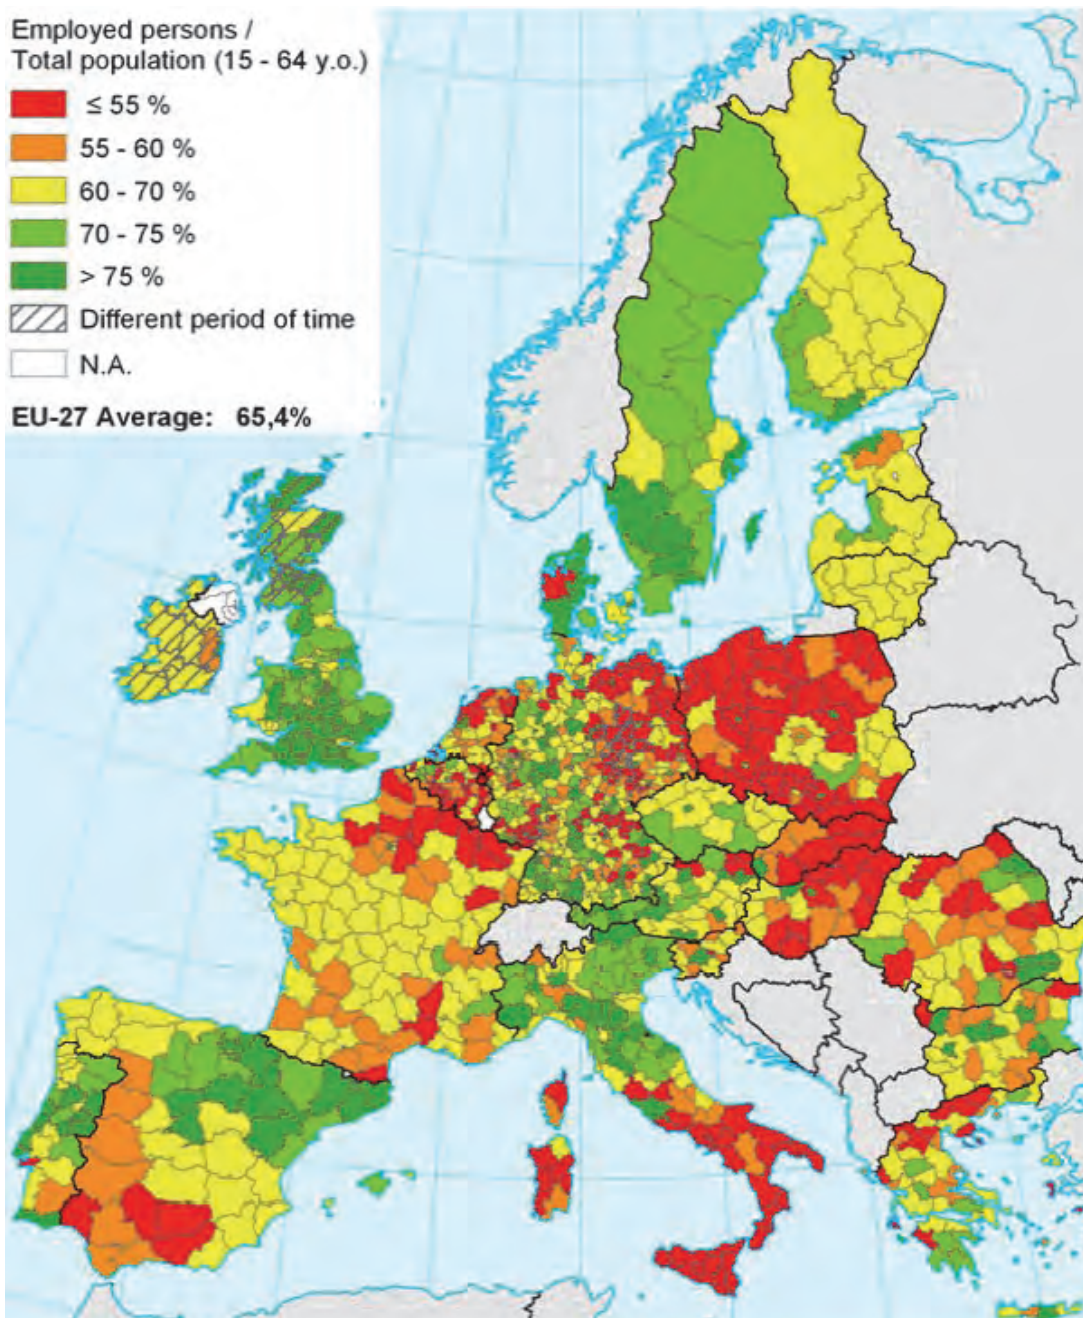 Employed persons /
Total population (15 - 64 y.o.)
≤ 55 %
55 - 60 %
60 - 70 %
70 - 75 %
> 75 %
Different period of time
N.A.
EU-27 Average: 65,4%